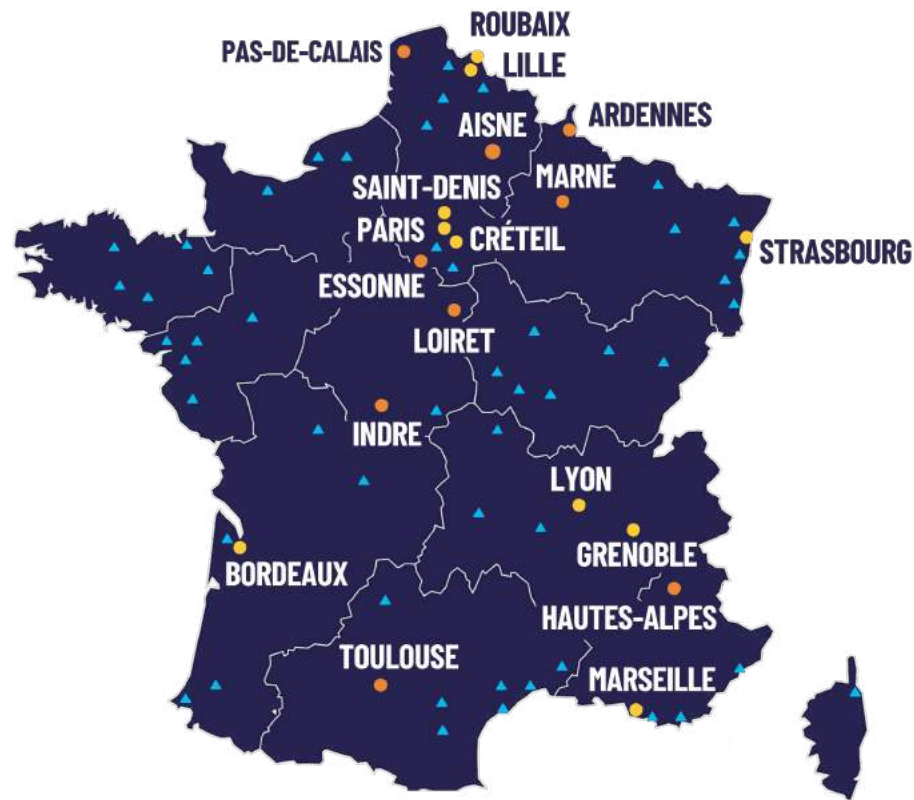 ROUBAIX
PAS-DE-CALAIS
LILLE
ARDENNES
AISNE
MARNE
SAINT-DENIS
PARIS
CRÉTEIL
STRASBOURG
ESSONNE
LOIRET
INDRE
LYON
GRENOBLE
BORDEAUX
HAUTES-ALPES
TOULOUSE
MARSEILLE